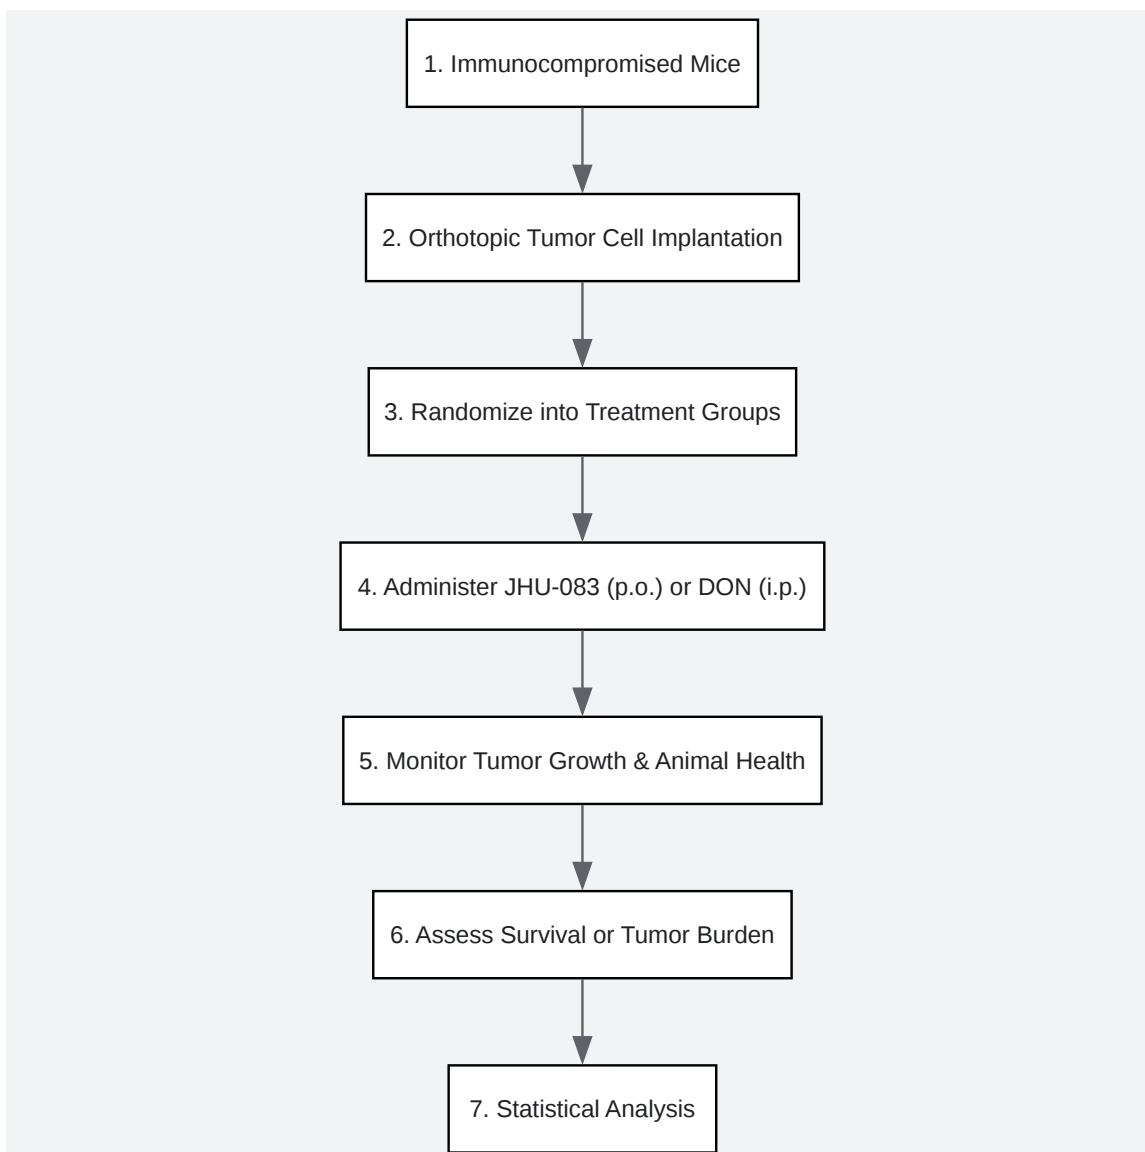 1. Immunocompromised Mice
2. Orthotopic Tumor Cell Implantation
3. Randomize into Treatment Groups
4. Administer JHU-083 (p.o.) or DON (i.p.)
5. Monitor Tumor Growth & Animal Health
6. Assess Survival or Tumor Burden
7. Statistical Analysis